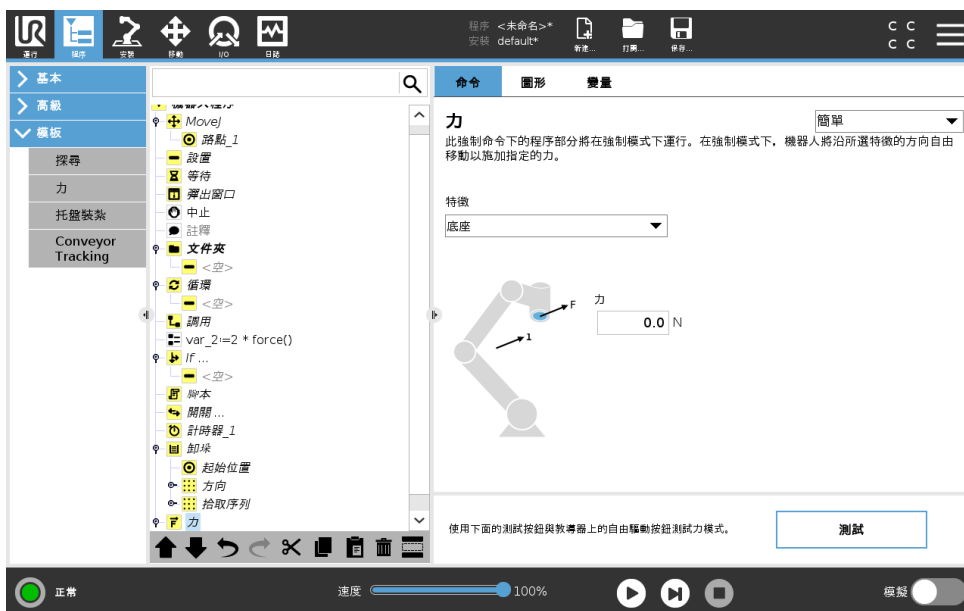 程序 <未命名>*
安裝 default*
C C
C C
運行
程序
安裝
移動
I/O
日誌
新建...
打開...
保存...
基本
高級
模板
探尋
力
托盤裝紮
Conveyor
Tracking
機器人程序
MoveJ
路點_1
設置
等待
彈出窗口
中止
註釋
文件夾
<空>
循環
<空>
調用
var_2≔2 * force()
If ...
<空>
腳本
開關 ...
計時器_1
卸垛
起始位置
方向
拾取序列
力
命令
圖形
變量
力
簡單
此強制命令下的程序部分將在強制模式下運行。在強制模式下，機器人將沿所選特徵的方向自由
移動以施加指定的力。
特徵
底座
F
1
力
0.0 N
使用下面的測試按鈕與教導器上的自由驅動按鈕測試力模式。
測試
正常
速度
100%
模擬